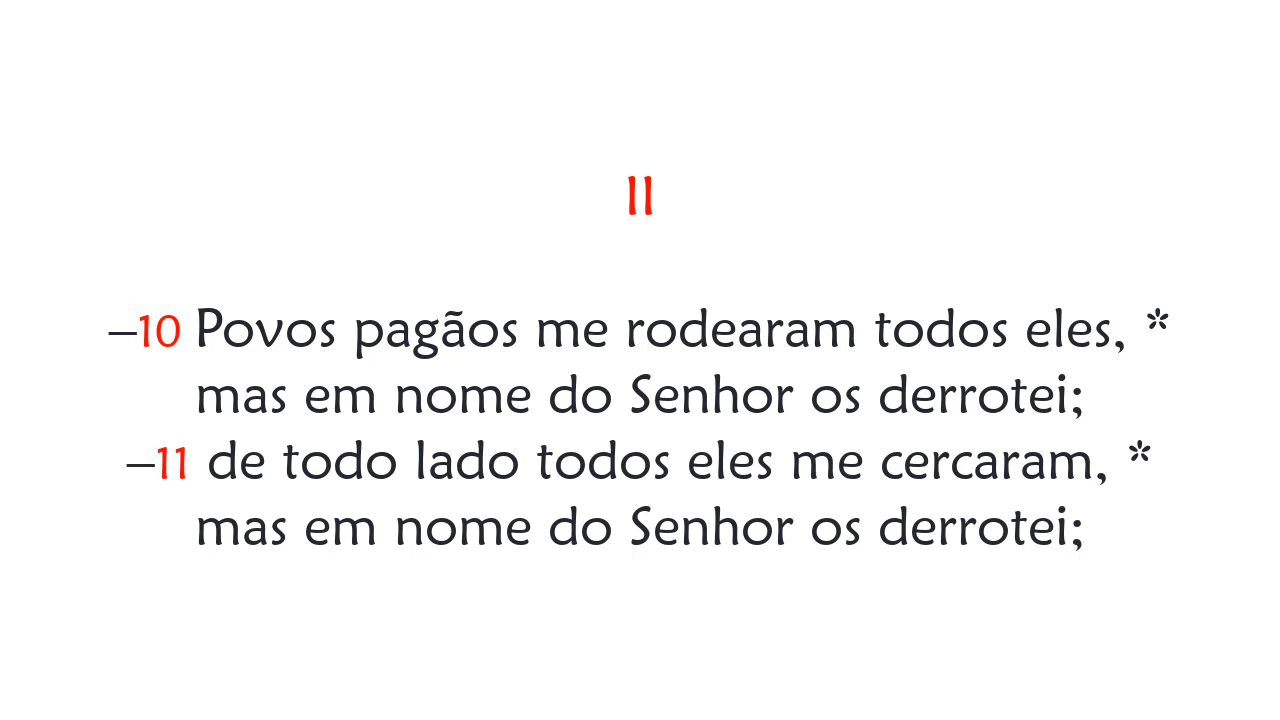 II
–10 Povos pagãos me rodearam todos eles, *
mas em nome do Senhor os derrotei;
–11 de todo lado todos eles me cercaram, *
mas em nome do Senhor os derrotei;